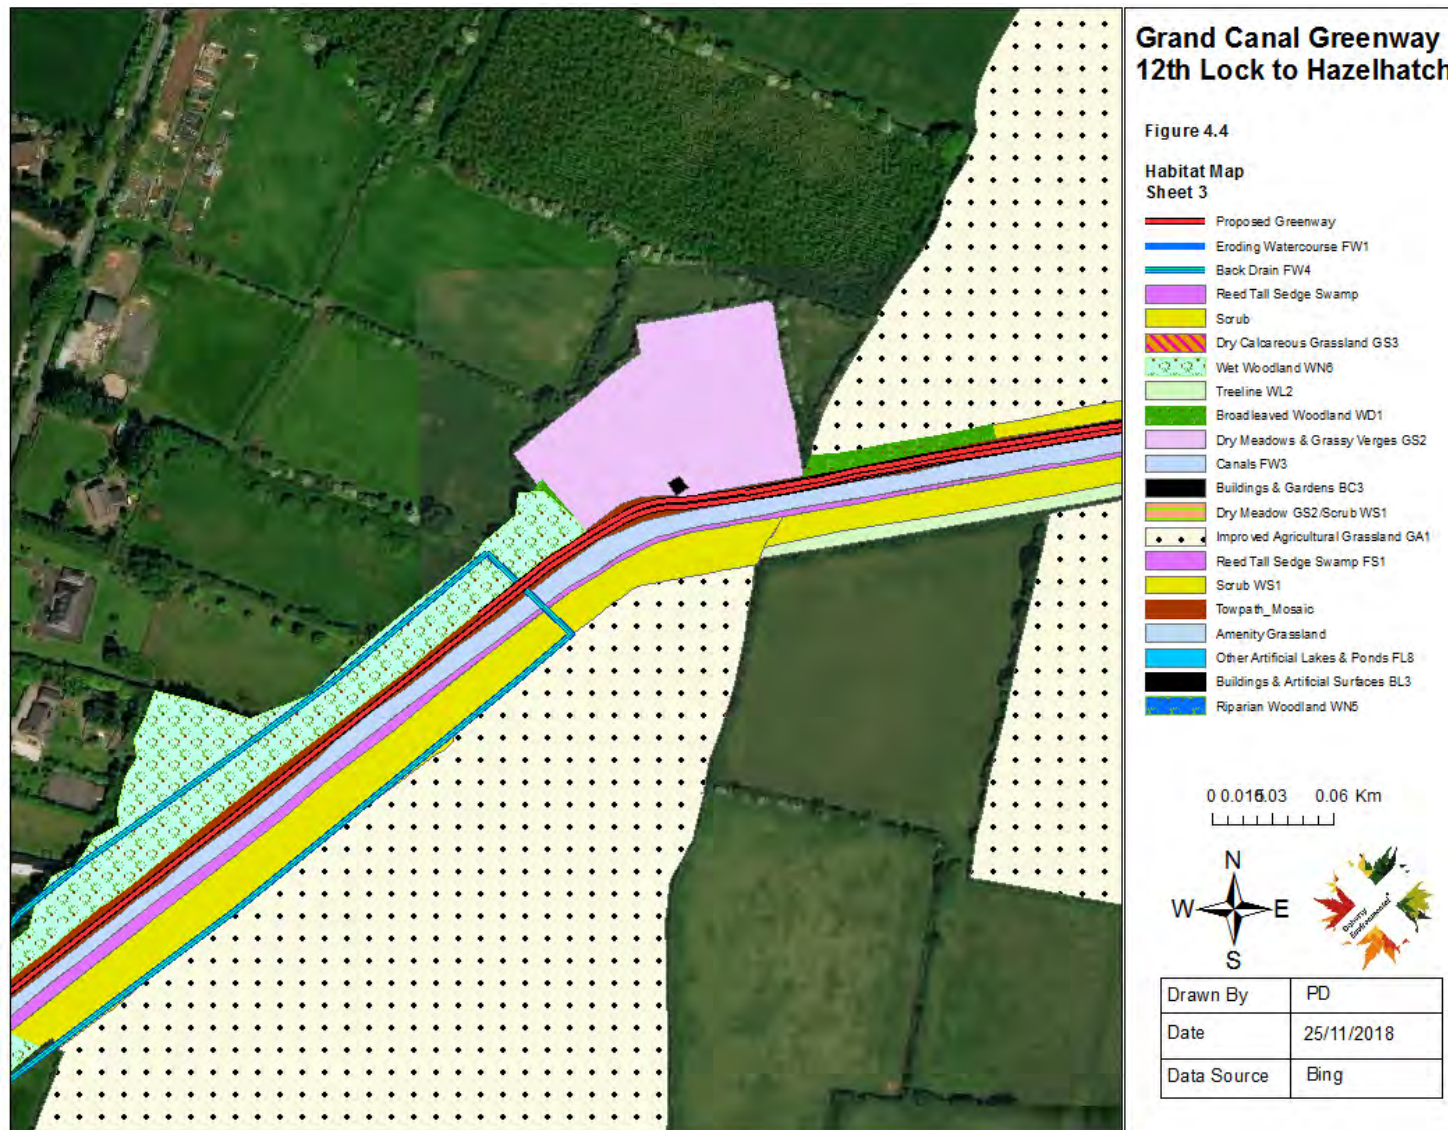 Grand Canal Greenway
12th Lock to Hazelhatch
Figure 4.4
Habitat Map
Sheet 3
Proposed Greenway
Eroding Watercourse FW1
Back Drain FW4
Reed Tall Sedge Swamp
Scrub
Dry Calcareous Grassland GS3
Wet Woodland WN6
Treeline WL2
Broadleaved Woodland WD1
Dry Meadows & Grassy Verges GS2
Canals FW3
Buildings & Gardens BC3
Dry Meadow GS2/Scrub WS1
Improved Agricultural Grassland GA1
Reed Tall Sedge Swamp FS1
Scrub WS1
Towpath_Mosaic
Amenity Grassland
Other Artificial Lakes & Ponds FL8
Buildings & Artificial Surfaces BL3
Riparian Woodland WN5
0 0.015 0.03 0.06 Km
N
W E
S
Doherty
Environmental
Drawn By PD
Date 25/11/2018
Data Source Bing